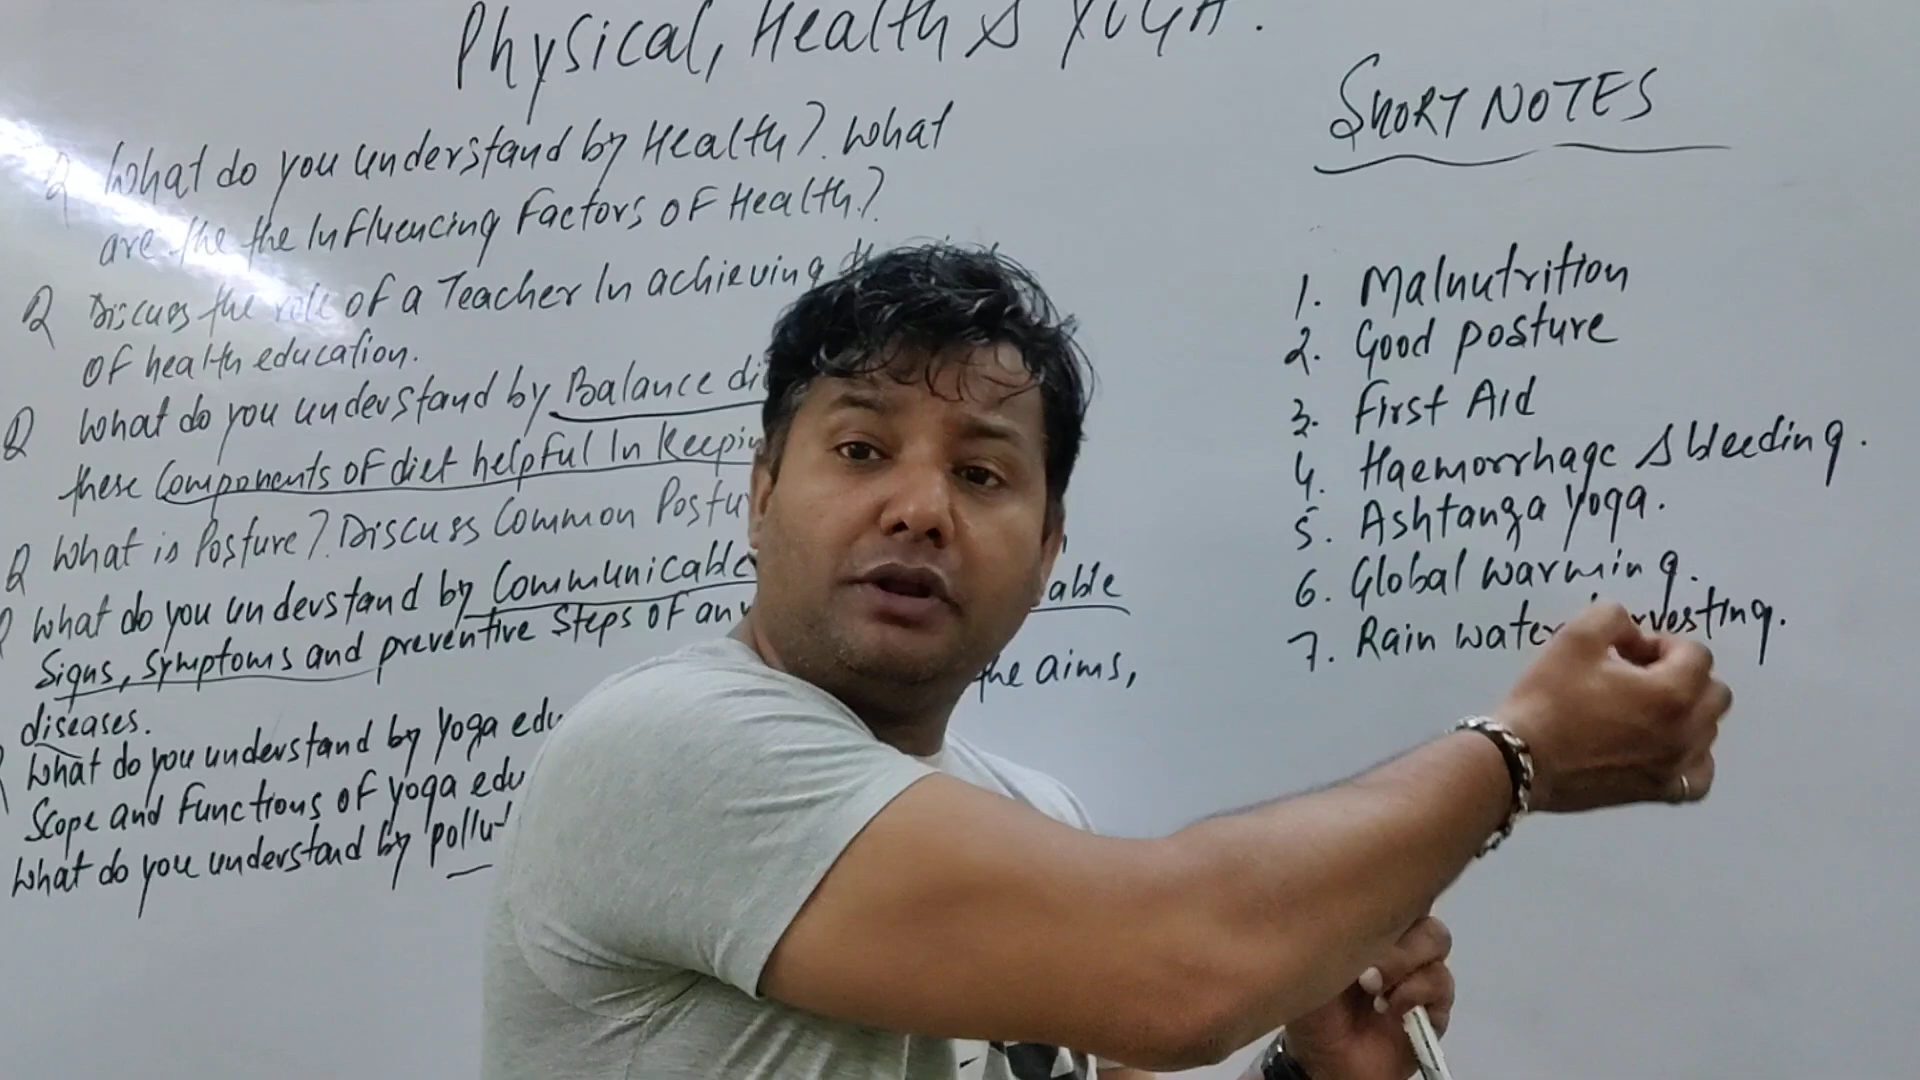 Physical, Health & YOGA.
Q What do you understand by Health? What
are the the Influencing Factors of Health?
Q Discuss the role of a Teacher In achieving the
of health education.
Q What do you understand by Balance
these Components of diet helpful In Keepin
Q What is Posture? Discuss Common Postu
Q What do you understand by Communicable able
Signs, Symptoms and preventive Steps of any
diseases.
What do you understand by Yoga edu the aims,
Scope and Functions of Yoga edu
What do you understand by pollut
SHORT NOTES
1. Malnutrition
2. Good posture
3. First Aid
4. Haemorrhage & bleeding.
5. Ashtanga Yoga.
6. Global warming.
7. Rain water harvesting.